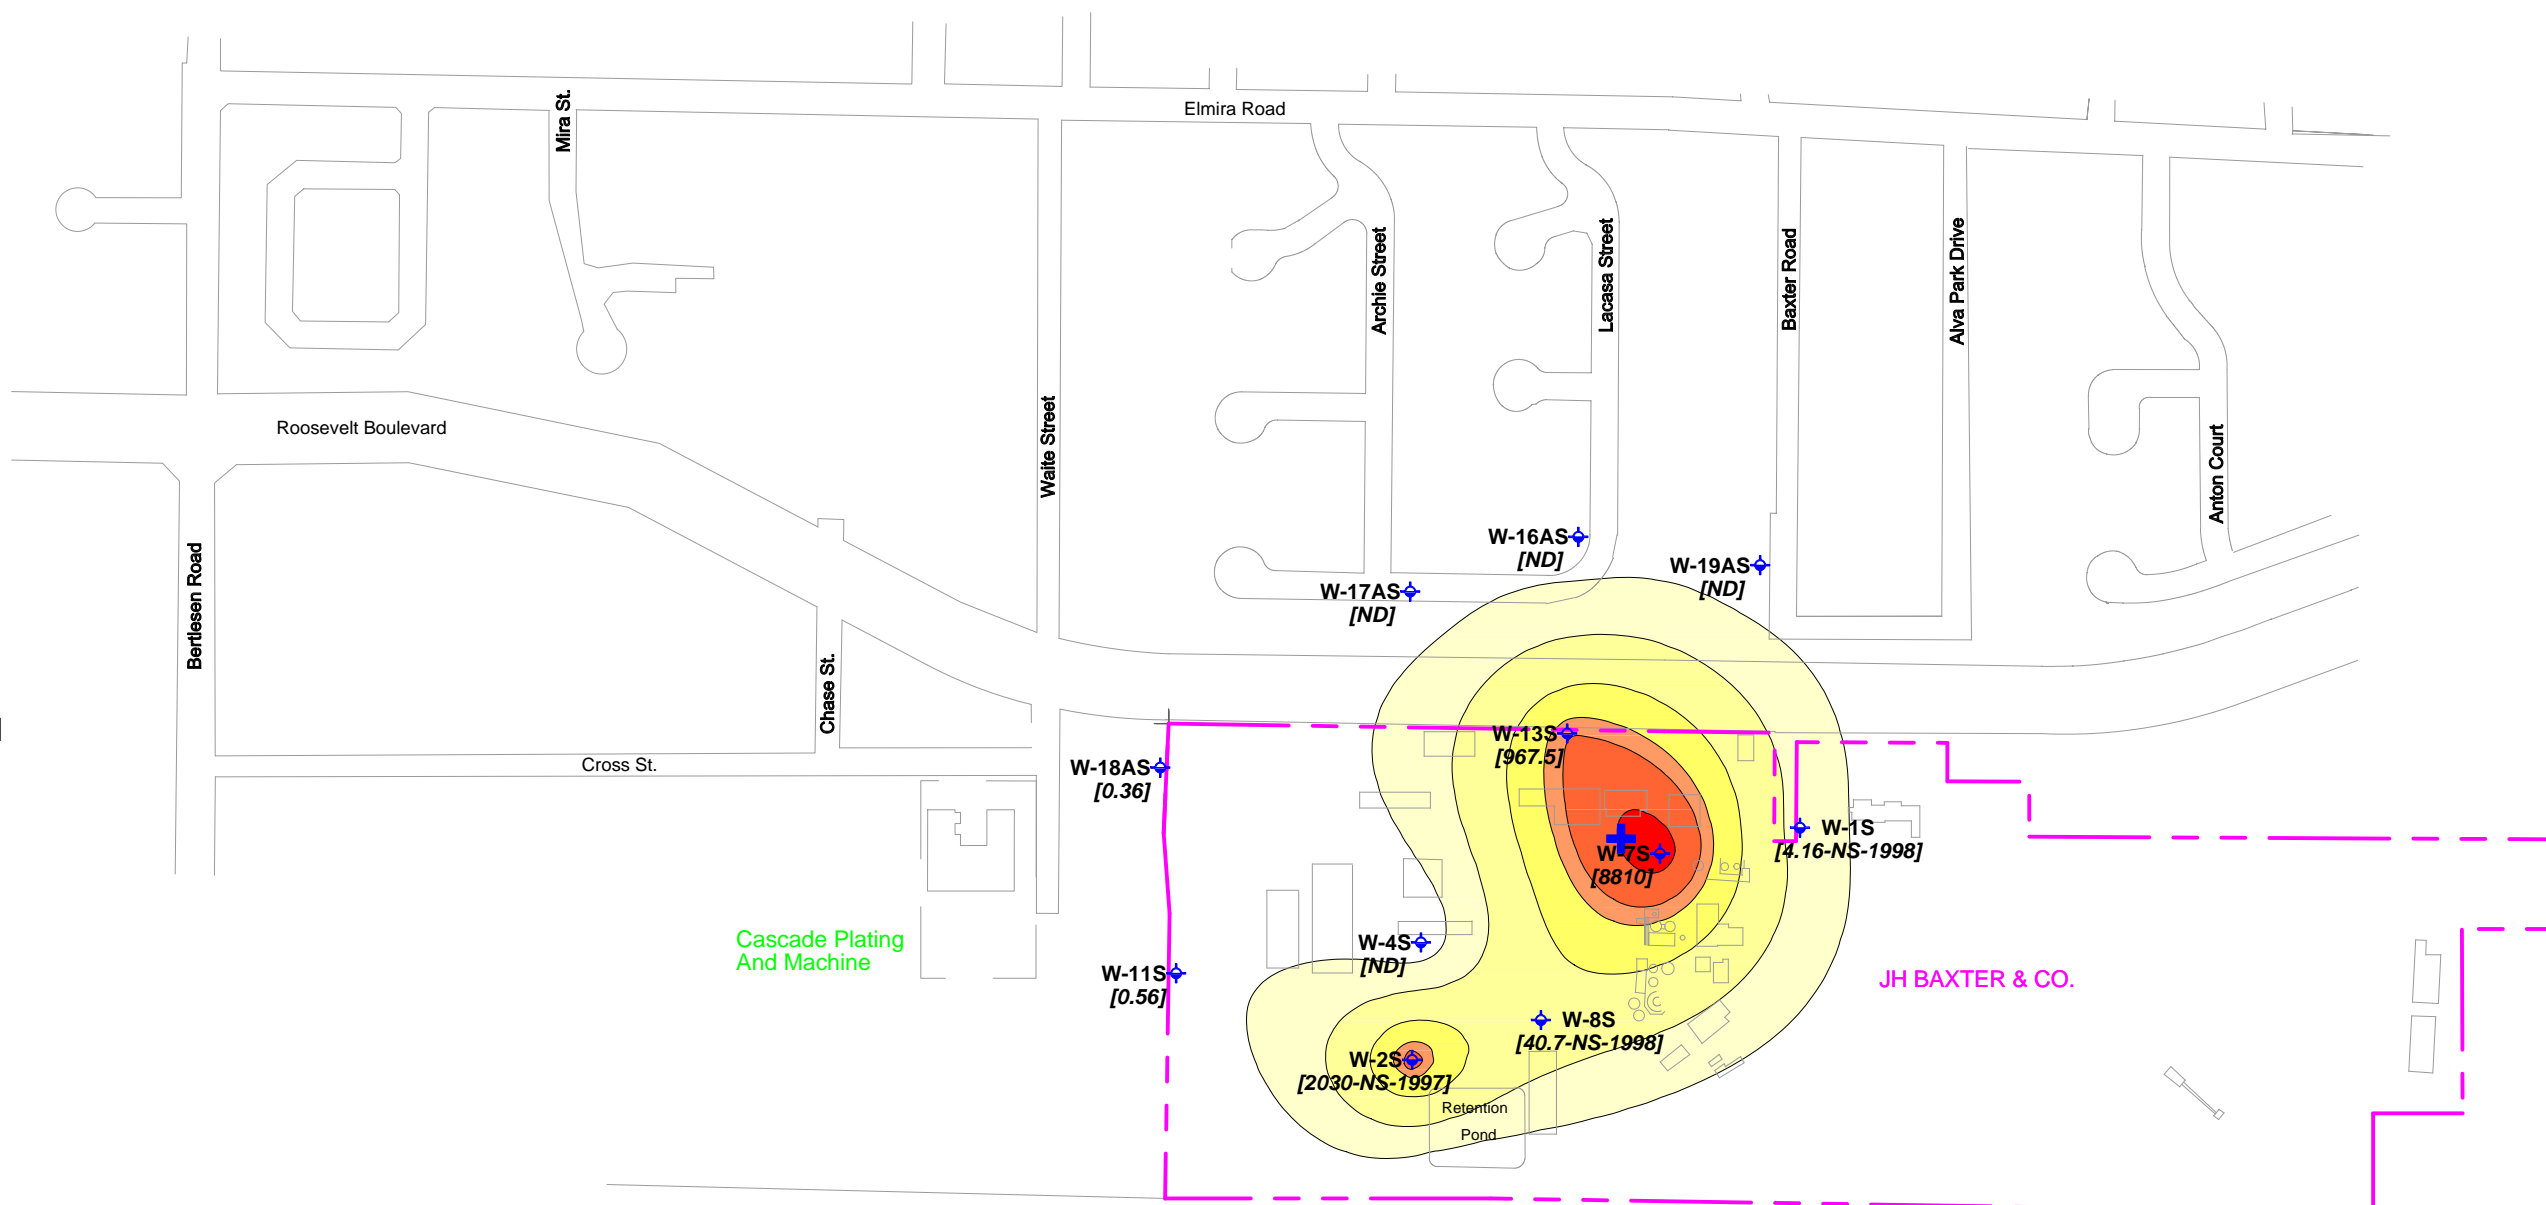 Elmira Road
Mira St.
Archie Street
Lacasa Street
Baxter Road
Alva Park Drive
Roosevelt Boulevard
Waite Street
Anton Court
Bertlesen Road
W-16AS
[ND]
W-19AS
[ND]
W-17AS
[ND]
Chase St.
W-13S
[967.5]
Cross St.
W-18AS
[0.36]
W-1S
[4.16-NS-1998]
W-7S
[8810]
Cascade Plating
And Machine
W-4S
[ND]
W-11S
[0.56]
JH BAXTER & CO.
W-8S
[40.7-NS-1998]
W-2S
[2030-NS-1997]
Retention
Pond